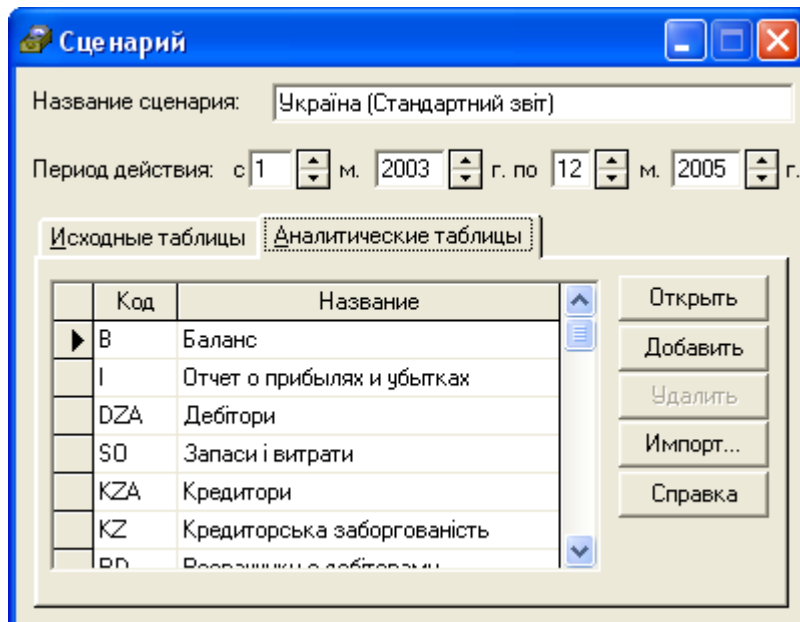 Сценарий
Название сценария: Україна (Стандартний звіт)
Период действия: с 1 м. 2003 г. по 12 м. 2005 г.
Исходные таблицы Аналитические таблицы
Код Название
B Баланс
I Отчет о прибылях и убытках
DZA Дебітори
SO Запаси і витрати
KZA Кредитори
KZ Кредиторська заборгованість
Открыть
Добавить
Удалить
Импорт...
Справка